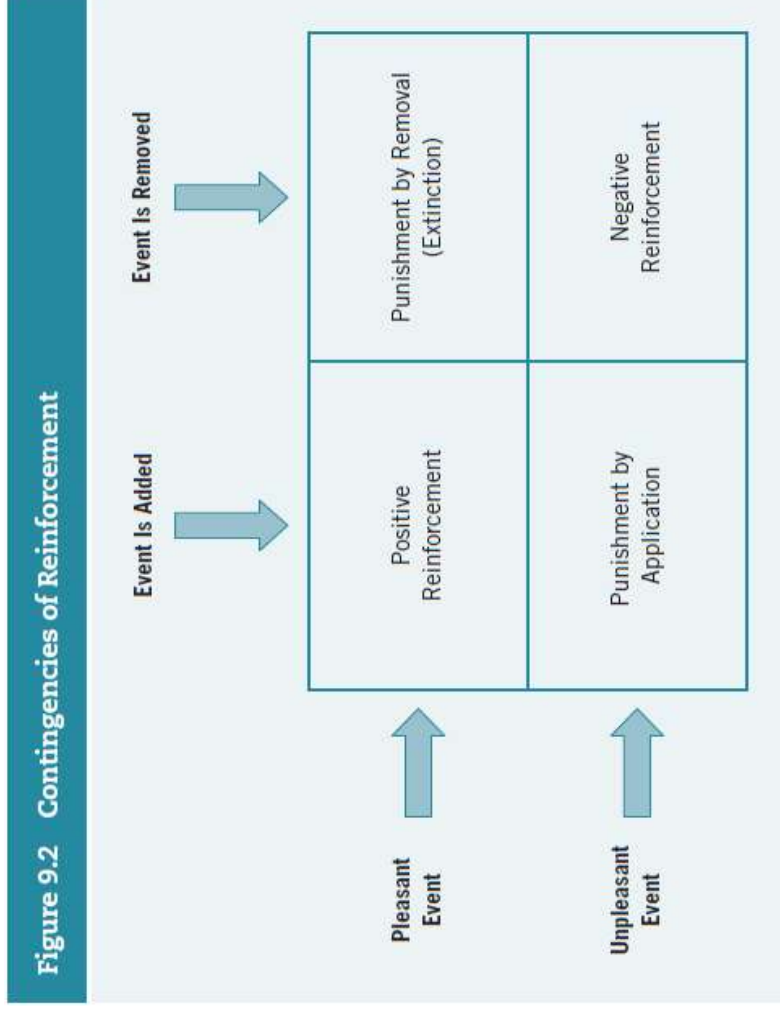 Figure 9.2 Contingencies of Reinforcement
Event Is Added
Event Is Removed
Pleasant
Event
Positive
Reinforcement
Punishment by Removal
(Extinction)
Unpleasant
Event
Punishment by
Application
Negative
Reinforcement